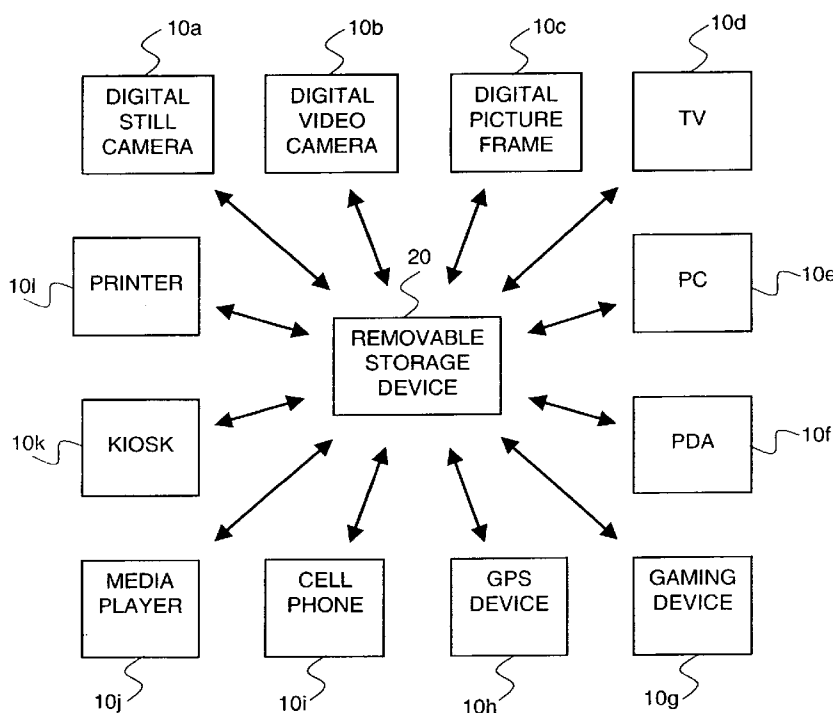 10a
10b
10c
10d
DIGITAL
STILL
CAMERA
DIGITAL
VIDEO
CAMERA
DIGITAL
PICTURE
FRAME
TV
10l
PRINTER
20
PC
10e
REMOVABLE
STORAGE
DEVICE
10k
KIOSK
PDA
10f
MEDIA
PLAYER
CELL
PHONE
GPS
DEVICE
GAMING
DEVICE
10j
10i
10h
10g